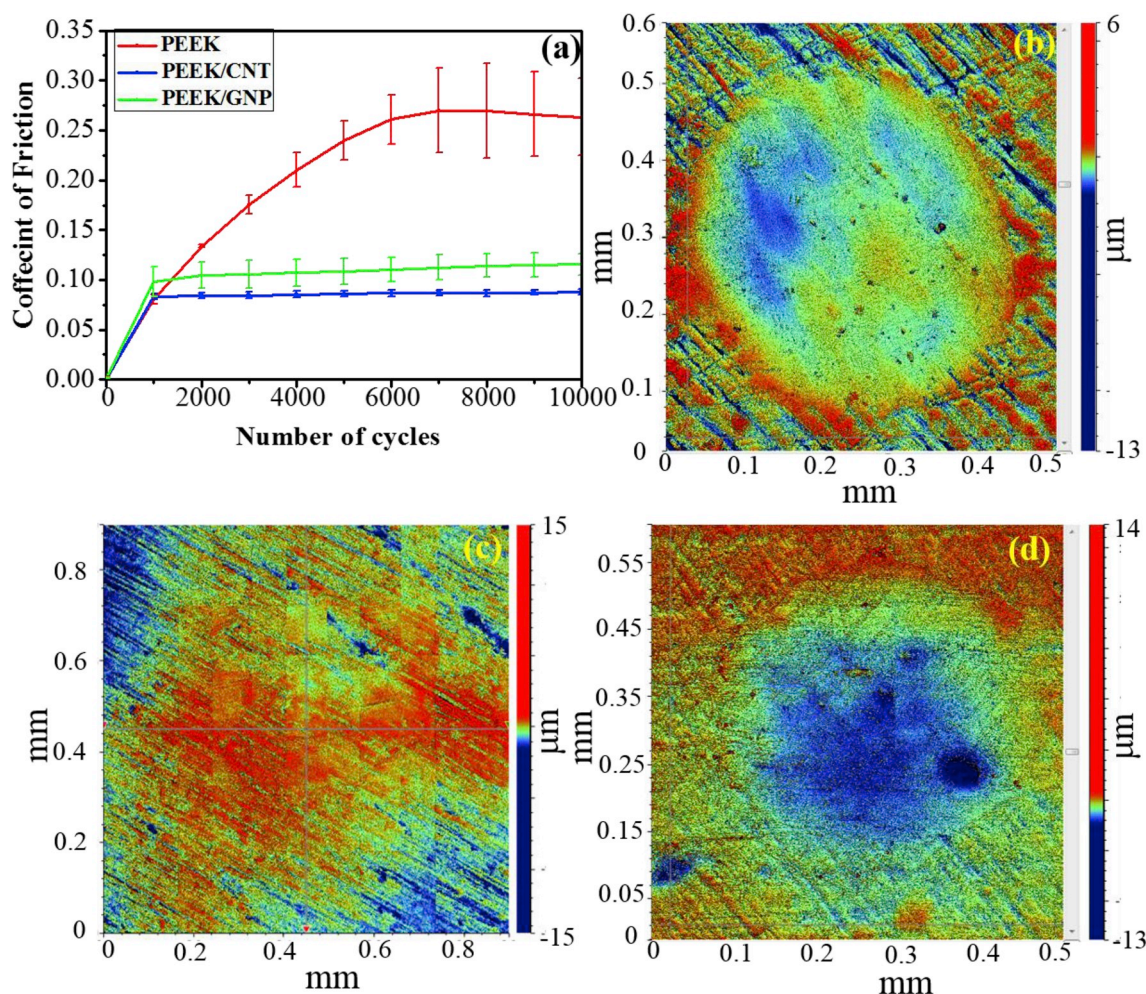 0.35
0.30
0.25
0.20
0.15
0.10
0.05
0.00
Coffecint of Friction
PEEK
PEEK/CNT
PEEK/GNP
(a)
0 2000 4000 6000 8000 10000
Number of cycles
0.6
0.5
0.4
0.3
0.2
0.1
0
mm
(b)
0 0.1 0.2 0.3 0.4 0.5
mm
6
-13
μm
0.8
0.6
0.4
0.2
0
mm
(c)
0 0.2 0.4 0.6 0.8
mm
15
-15
μm
0.55
0.45
0.35
0.25
0.15
0.05
0
mm
(d)
0 0.1 0.2 0.3 0.4 0.5
mm
14
-13
μm